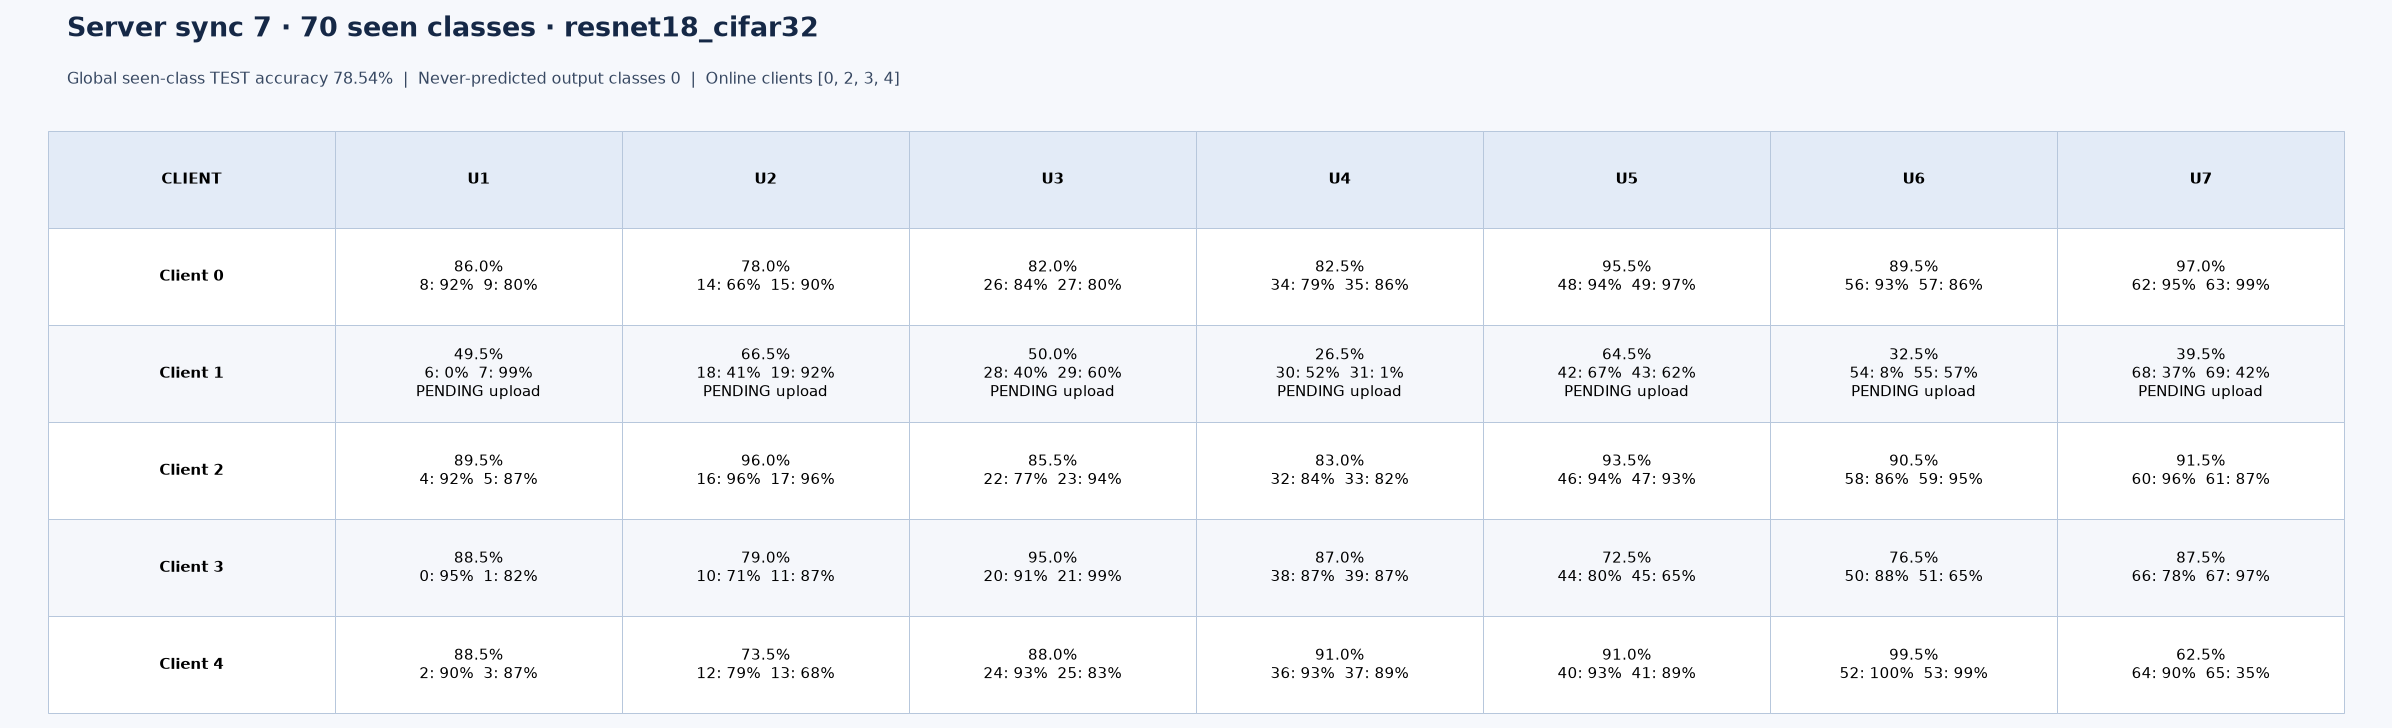 Server sync 7 · 70 seen classes · resnet18_cifar32
Global seen-class TEST accuracy 78.54% | Never-predicted output classes 0 | Online clients [0, 2, 3, 4]
CLIENT U1 U2 U3 U4 U5 U6 U7
Client 0
86.0%
8: 92% 9: 80%
78.0%
14: 66% 15: 90%
82.0%
26: 84% 27: 80%
82.5%
34: 79% 35: 86%
95.5%
48: 94% 49: 97%
89.5%
56: 93% 57: 86%
97.0%
62: 95% 63: 99%
Client 1
49.5%
6: 0% 7: 99%
PENDING upload
66.5%
18: 41% 19: 92%
PENDING upload
50.0%
28: 40% 29: 60%
PENDING upload
26.5%
30: 52% 31: 1%
PENDING upload
64.5%
42: 67% 43: 62%
PENDING upload
32.5%
54: 8% 55: 57%
PENDING upload
39.5%
68: 37% 69: 42%
PENDING upload
Client 2
89.5%
4: 92% 5: 87%
96.0%
16: 96% 17: 96%
85.5%
22: 77% 23: 94%
83.0%
32: 84% 33: 82%
93.5%
46: 94% 47: 93%
90.5%
58: 86% 59: 95%
91.5%
60: 96% 61: 87%
Client 3
88.5%
0: 95% 1: 82%
79.0%
10: 71% 11: 87%
95.0%
20: 91% 21: 99%
87.0%
38: 87% 39: 87%
72.5%
44: 80% 45: 65%
76.5%
50: 88% 51: 65%
87.5%
66: 78% 67: 97%
Client 4
88.5%
2: 90% 3: 87%
73.5%
12: 79% 13: 68%
88.0%
24: 93% 25: 83%
91.0%
36: 93% 37: 89%
91.0%
40: 93% 41: 89%
99.5%
52: 100% 53: 99%
62.5%
64: 90% 65: 35%